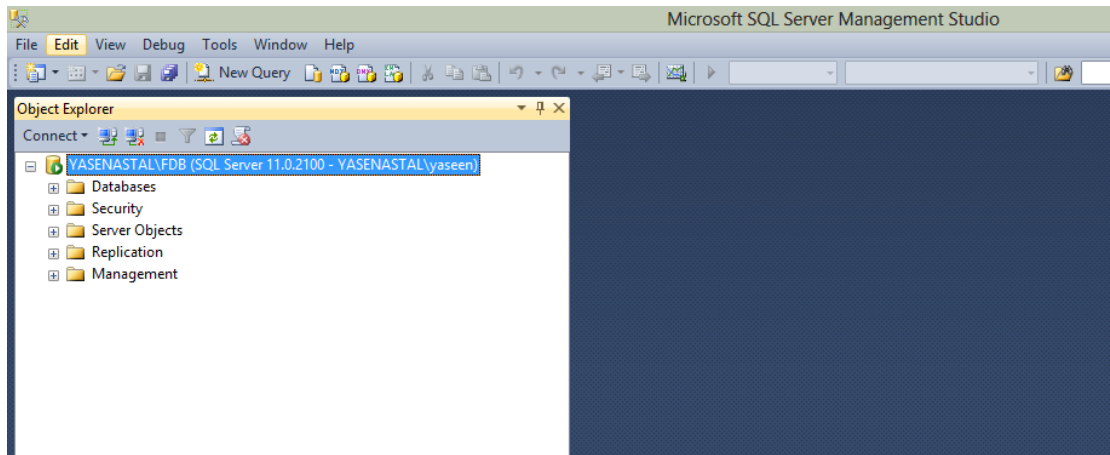 Microsoft SQL Server Management Studio
File Edit View Debug Tools Window Help
New Query
Object Explorer
Connect
YASENASTAL\FDB (SQL Server 11.0.2100 - YASENASTAL\yaseen)
Databases
Security
Server Objects
Replication
Management